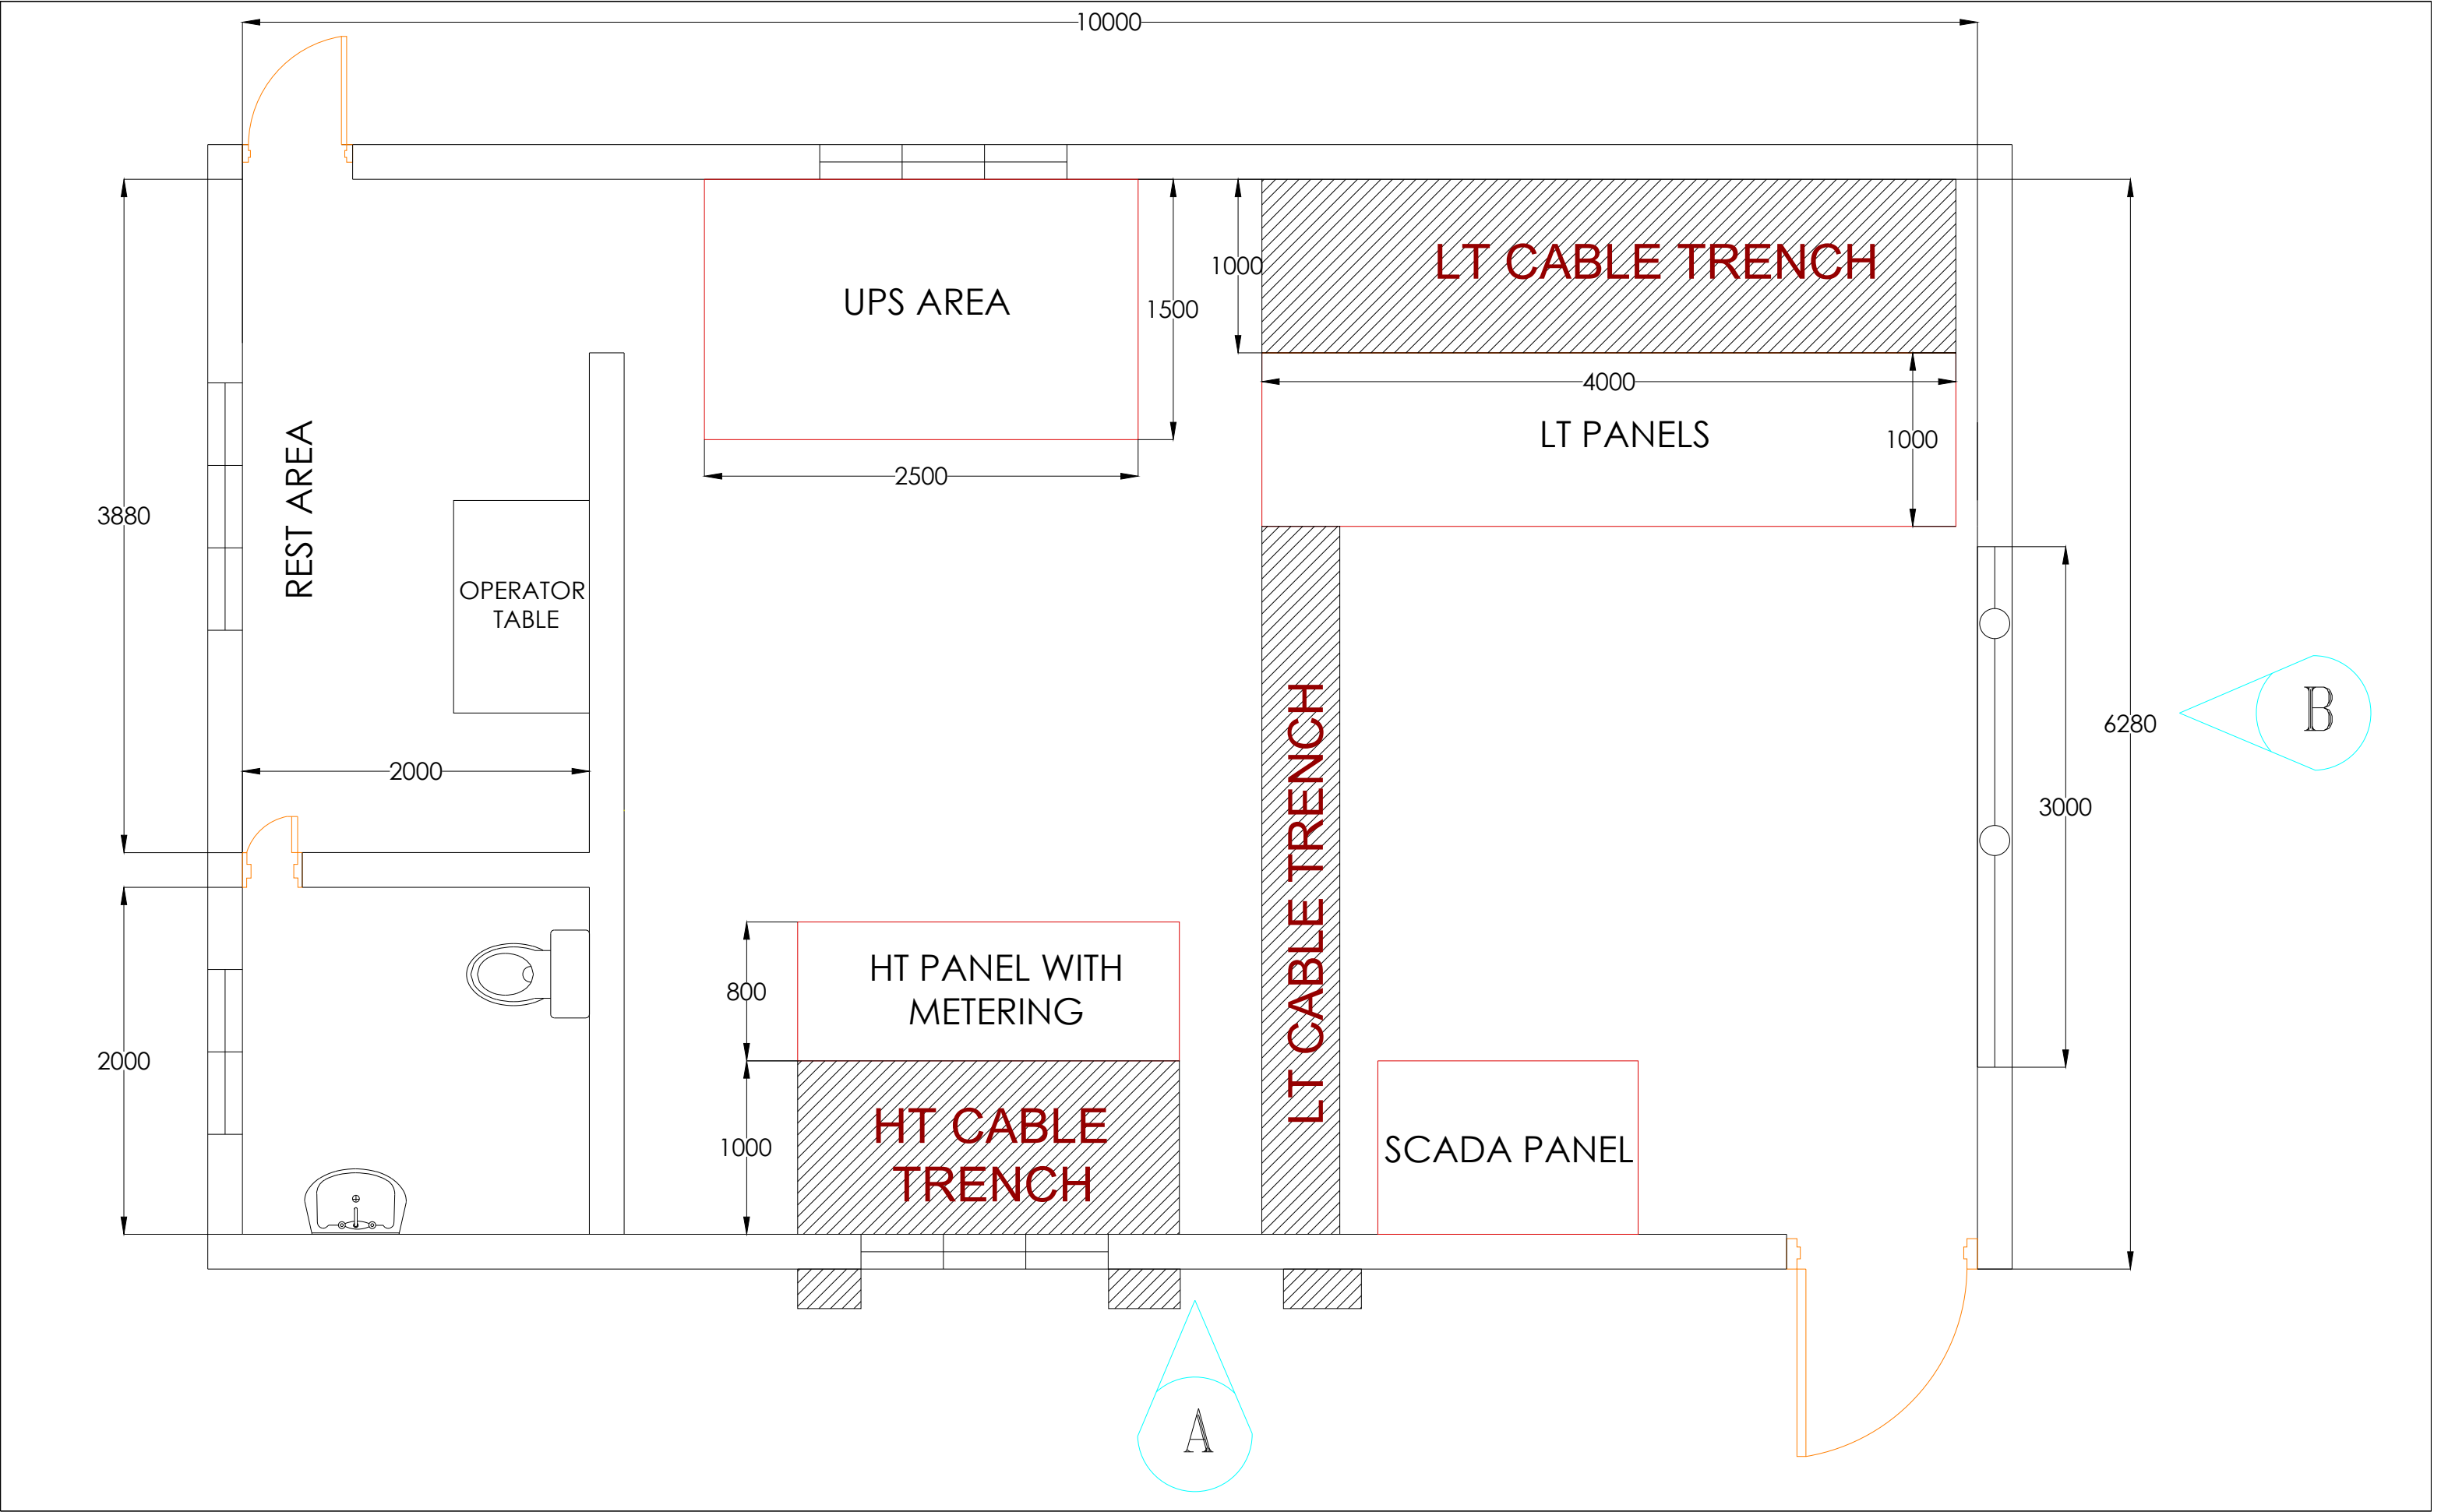 10000
LT CABLE TRENCH
1000
UPS AREA
1500
4000
LT PANELS
1000
2500
REST AREA
3880
OPERATOR
TABLE
B
6280
2000
3000
LT CABLE TRENCH
HT PANEL WITH
METERING
800
2000
HT CABLE
TRENCH
1000
SCADA PANEL
A